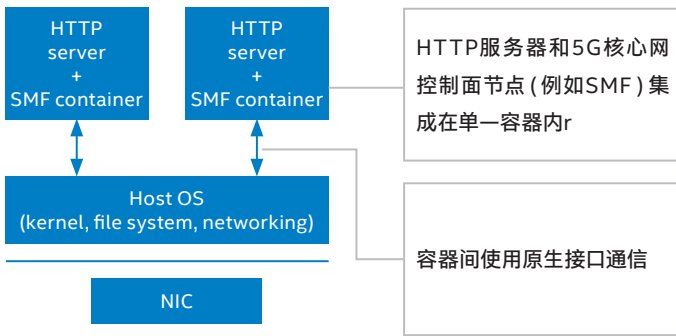 HTTP
server
+
SMF container
HTTP
server
+
SMF container
HTTP服务器和5G核心网
控制面节点(例如SMF)集
成在单一容器内r
Host OS
(kernel, file system, networking)
容器间使用原生接口通信
NIC